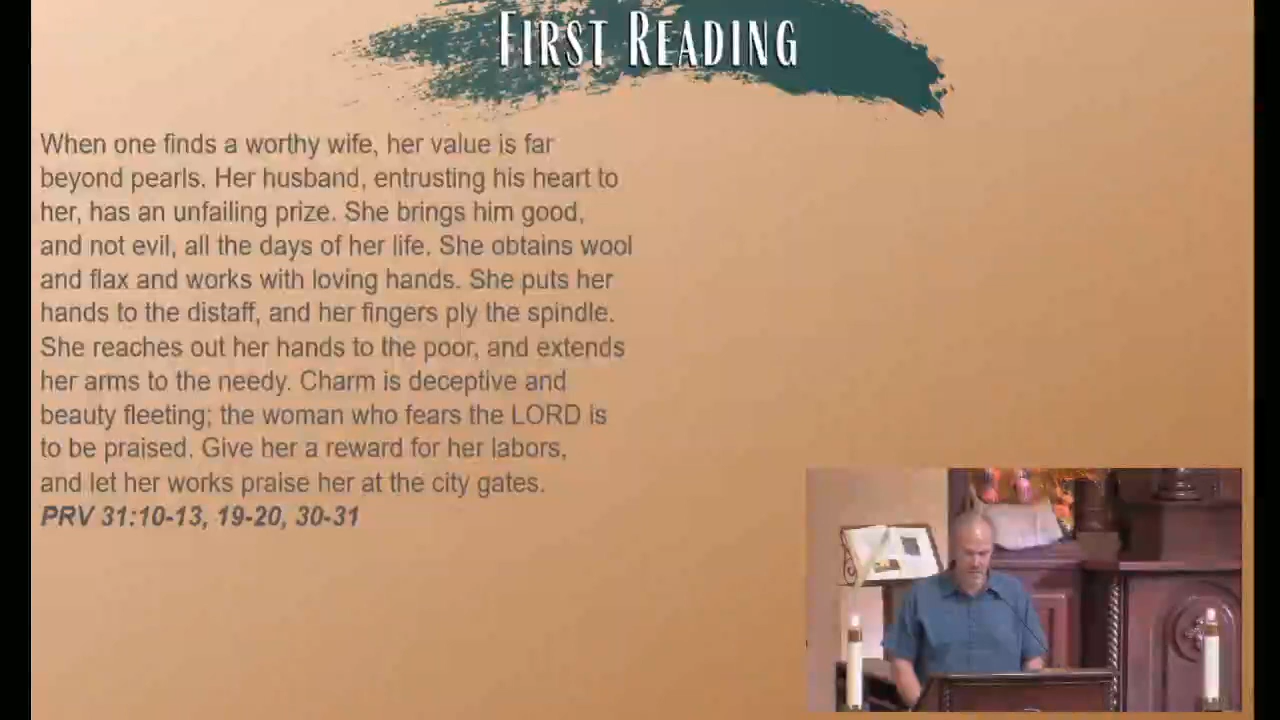 FIRST READING
When one finds a worthy wife, her value is far
beyond pearls. Her husband, entrusting his heart to
her, has an unfailing prize. She brings him good,
and not evil, all the days of her life. She obtains wool
and flax and works with loving hands. She puts her
hands to the distaff, and her fingers ply the spindle.
She reaches out her hands to the poor, and extends
her arms to the needy. Charm is deceptive and
beauty fleeting; the woman who fears the LORD is
to be praised. Give her a reward for her labors,
and let her works praise her at the city gates.
PRV 31:10-13, 19-20, 30-31